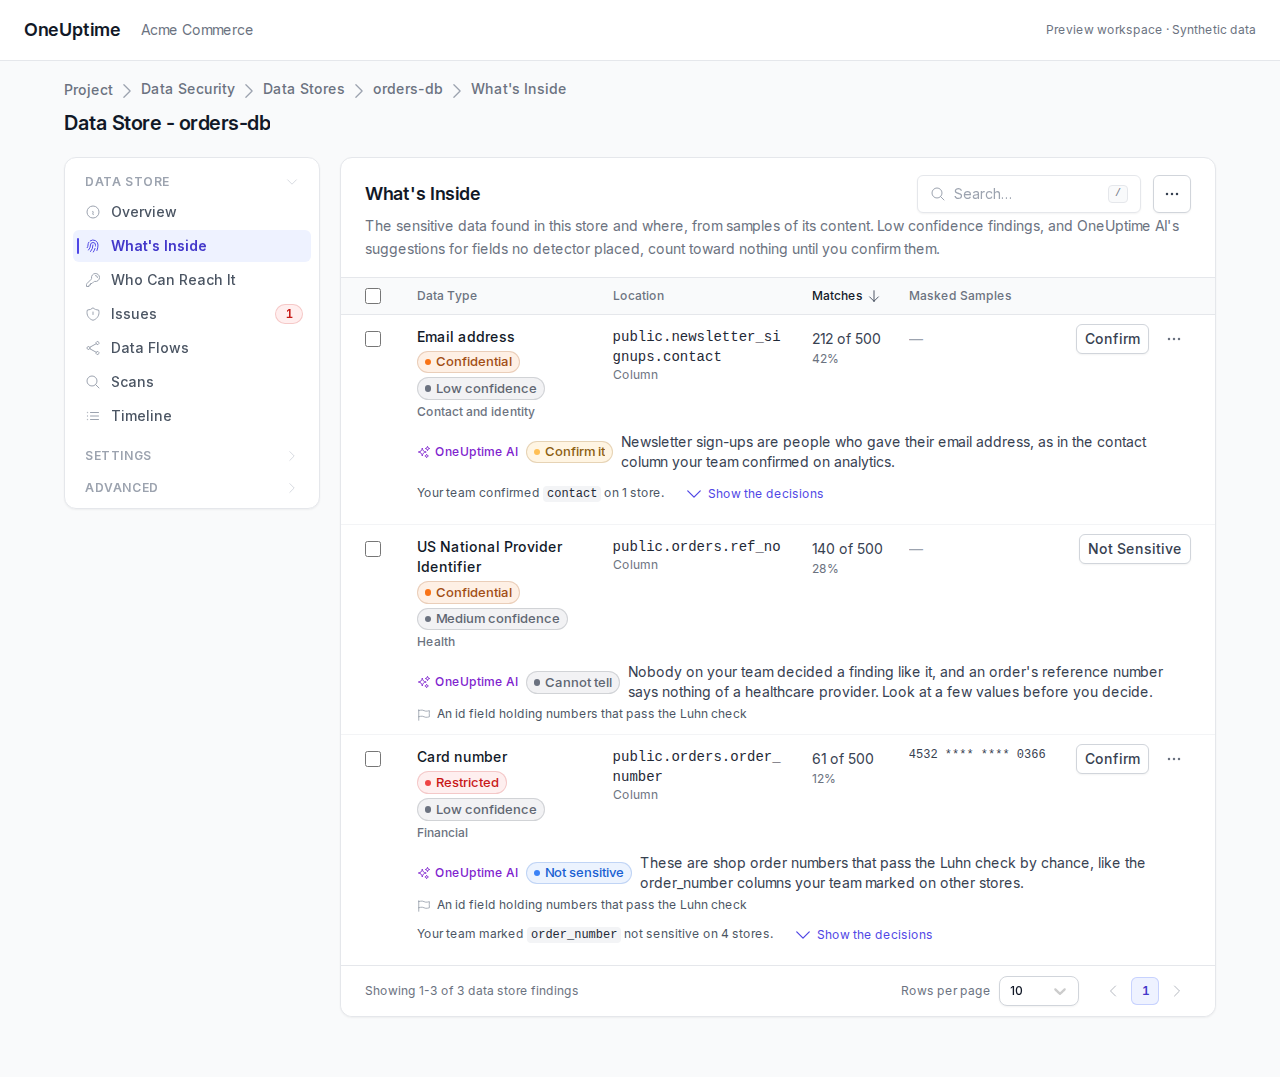 OneUptime
Acme Commerce
Preview workspace · Synthetic data
Project
Data Security
Data Stores
orders-db
What's Inside
Data Store - orders-db
DATA STORE
Overview
What's Inside
Who Can Reach It
Issues
1
Data Flows
Scans
Timeline
SETTINGS
ADVANCED
What's Inside
Search...
/
The sensitive data found in this store and where, from samples of its content. Low confidence findings, and OneUptime AI's
suggestions for fields no detector placed, count toward nothing until you confirm them.
Data Type
Location
Matches
Masked Samples
Email address
Confidential
Low confidence
Contact and identity
public.newsletter_si
gnups.contact
Column
212 of 500
42%
—
Confirm
OneUptime AI
Confirm it
Newsletter sign-ups are people who gave their email address, as in the contact
column your team confirmed on analytics.
Your team confirmed contact on 1 store.
Show the decisions
US National Provider
Identifier
Confidential
Medium confidence
Health
public.orders.ref_no
Column
140 of 500
28%
—
Not Sensitive
OneUptime AI
Cannot tell
Nobody on your team decided a finding like it, and an order's reference number
says nothing of a healthcare provider. Look at a few values before you decide.
An id field holding numbers that pass the Luhn check
Card number
Restricted
Low confidence
Financial
public.orders.order_
number
Column
61 of 500
12%
4532 **** **** 0366
Confirm
OneUptime AI
Not sensitive
These are shop order numbers that pass the Luhn check by chance, like the
order_number columns your team marked on other stores.
An id field holding numbers that pass the Luhn check
Your team marked order_number not sensitive on 4 stores.
Show the decisions
Showing 1-3 of 3 data store findings
Rows per page
10
1